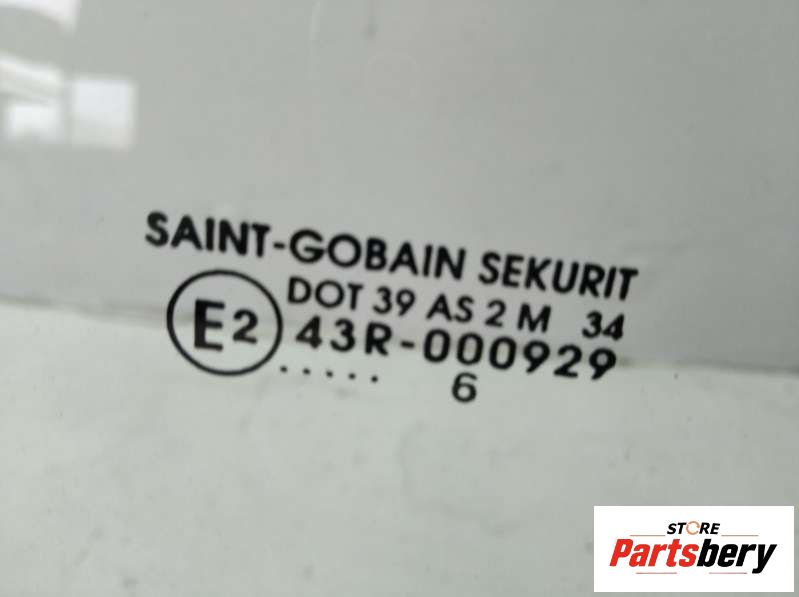 SAINT-GOBAIN SEKURIT
DOT 39 AS 2 M 34
E2 43R-000929
..... 6
STORE
Partsbery